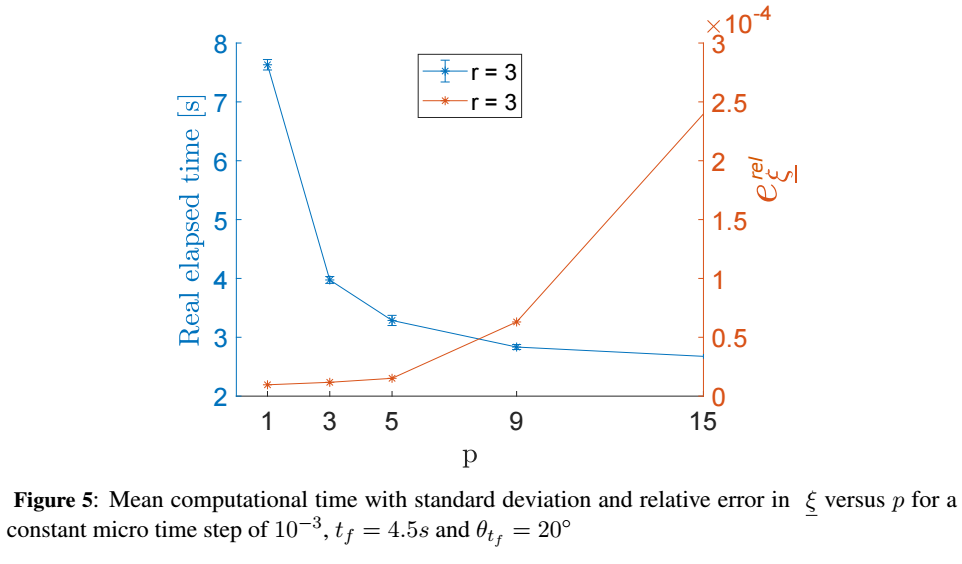 ×10⁻⁴
8
7
6
5
4
3
2
Real elapsed time [s]
r = 3
r = 3
3
2.5
2
1.5
1
0.5
0
e^{rel}_{ξ̲}
1
3
5
9
15
p
Figure 5: Mean computational time with standard deviation and relative error in ξ̲ versus p for a
constant micro time step of 10⁻³, t_f = 4.5s and θ_{t_f} = 20°